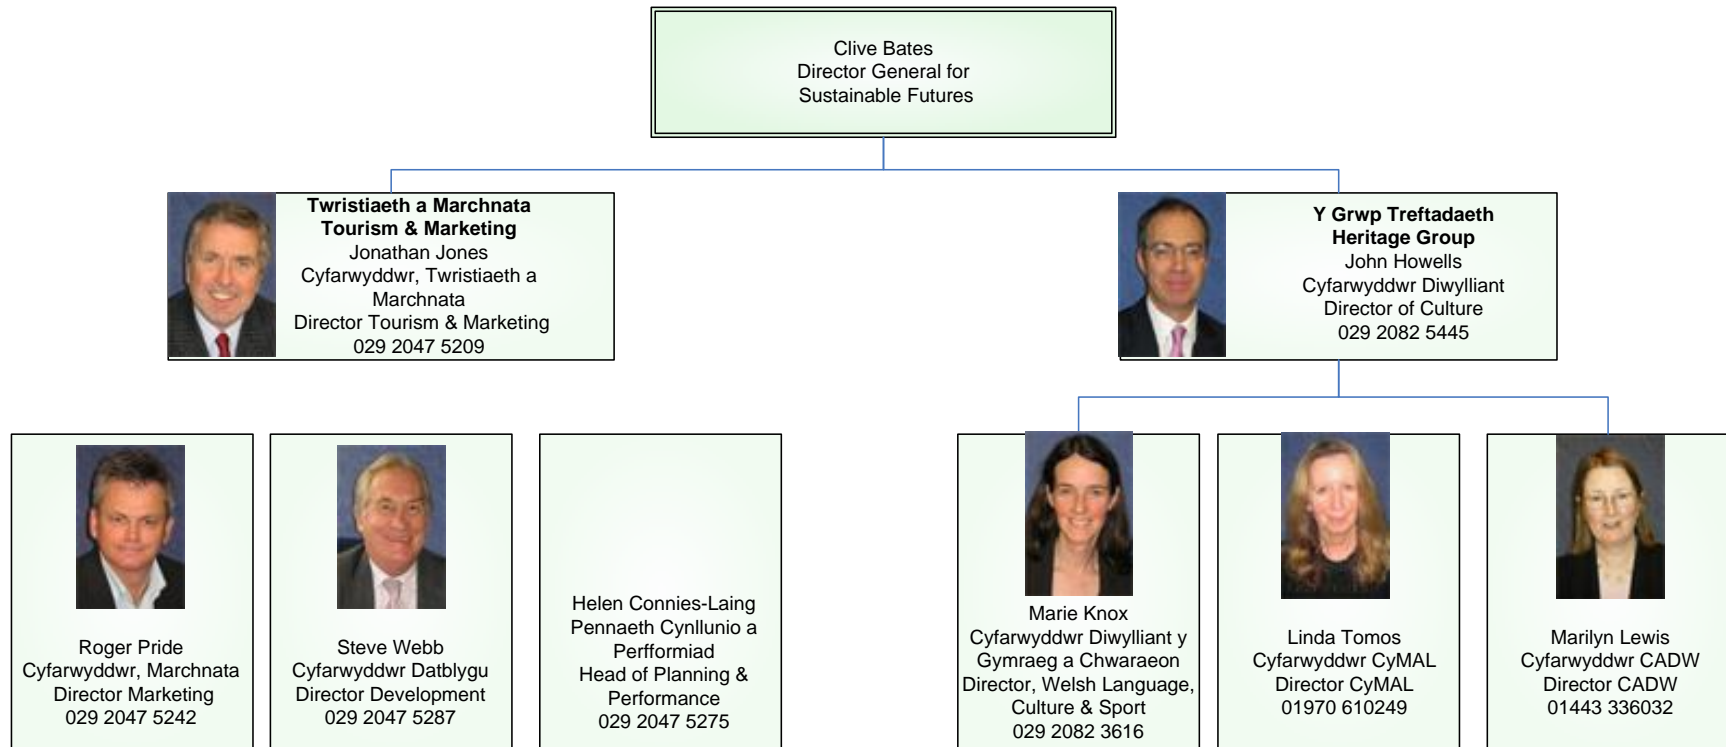 Clive Bates
Director General for
Sustainable Futures
Twristiaeth a Marchnata
Tourism & Marketing
Jonathan Jones
Cyfarwyddwr, Twristiaeth a
Marchnata
Director Tourism & Marketing
029 2047 5209
Y Grwp Treftadaeth
Heritage Group
John Howells
Cyfarwyddwr Diwylliant
Director of Culture
029 2082 5445
Roger Pride
Cyfarwyddwr, Marchnata
Director Marketing
029 2047 5242
Steve Webb
Cyfarwyddwr Datblygu
Director Development
029 2047 5287
Helen Connies-Laing
Pennaeth Cynllunio a
Perfformiad
Head of Planning &
Performance
029 2047 5275
Marie Knox
Cyfarwyddwr Diwylliant y
Gymraeg a Chwaraeon
Director, Welsh Language,
Culture & Sport
029 2082 3616
Linda Tomos
Cyfarwyddwr CyMAL
Director CyMAL
01970 610249
Marilyn Lewis
Cyfarwyddwr CADW
Director CADW
01443 336032